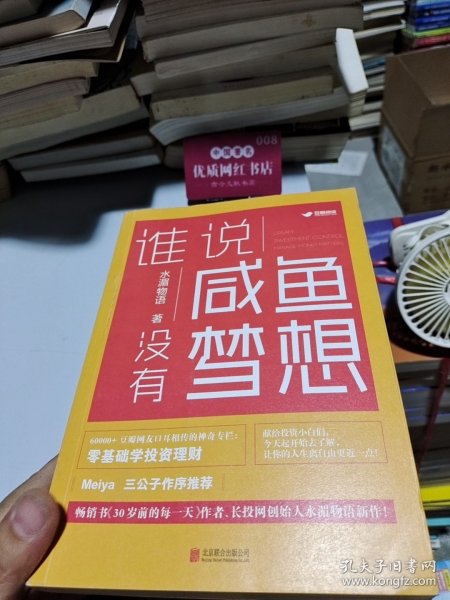 008
中国著名
优质网红书店
谁说
咸鱼
没有
梦想
水湄物语 著
INVESTMENT CONTROL
60000+ 豆瓣网友口耳相传的神奇专栏：
零基础学投资理财
献给投资小白们，
今天起开始去了解，
让你的人生离自由更近一点！
Meiya 三公子作序推荐
畅销书《30岁前的每一天》作者、长投网创始人水湄物语新作！
北京联合出版公司
孔夫子旧书网
www.kongfz.com